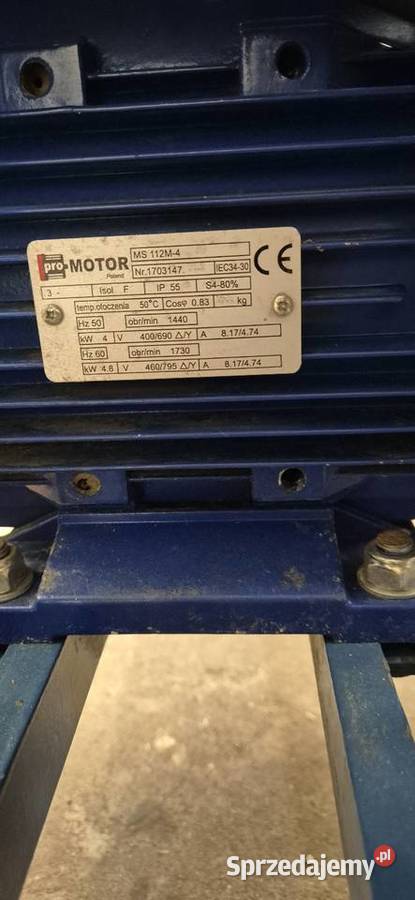 pro-MOTOR Poland MS 112M-4
Nr.1703147. IEC34-30 CE
3 ~ Isol. F IP 55 S4-80%
temp.otoczenia 50°C Cosφ 0.83 kg
Hz 50 obr/min 1440
kW 4 V 400/690 △/Y A 8.17/4.74
Hz 60 obr/min 1730
kW 4.8 V 460/795 △/Y A 8.17/4.74
Sprzedajemy.pl